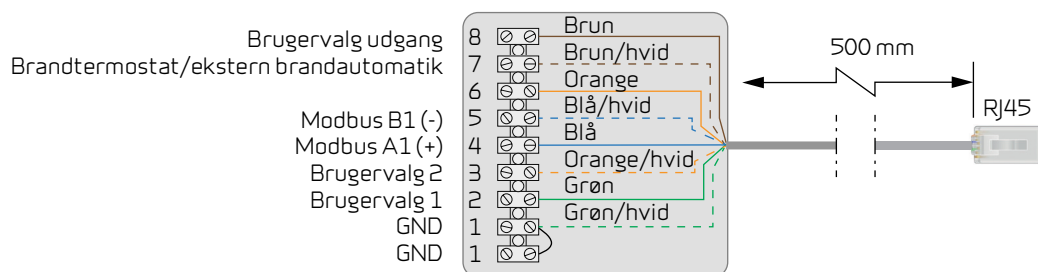 Brugervalg udgang 8 Brun
Brandtermostat/ekstern brandautomatik 7 Brun/hvid
6 Orange
Modbus B1 (-) 5 Blå/hvid
Modbus A1 (+) 4 Blå
Brugervalg 2 3 Orange/hvid
Brugervalg 1 2 Grøn
GND 1 Grøn/hvid
GND 1
500 mm
RJ45